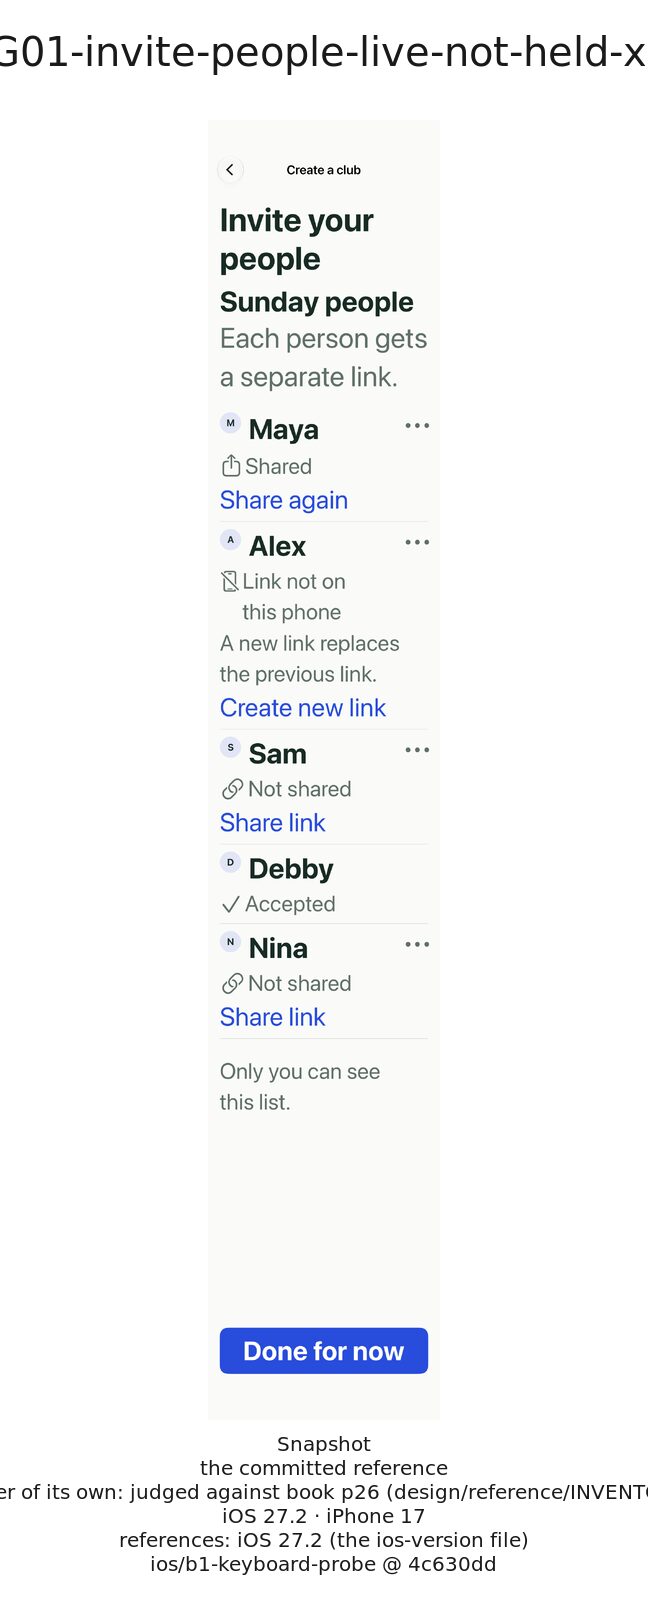 G01-invite-people-live-not-held-x
Create a club
Invite your
people
Sunday people
Each person gets
a separate link.
M Maya
Shared
Share again
A Alex
Link not on
this phone
A new link replaces
the previous link.
Create new link
S Sam
Not shared
Share link
D Debby
Accepted
N Nina
Not shared
Share link
Only you can see
this list.
Done for now
Snapshot
the committed reference
er of its own: judged against book p26 (design/reference/INVENTO
iOS 27.2 · iPhone 17
references: iOS 27.2 (the ios-version file)
ios/b1-keyboard-probe @ 4c630dd